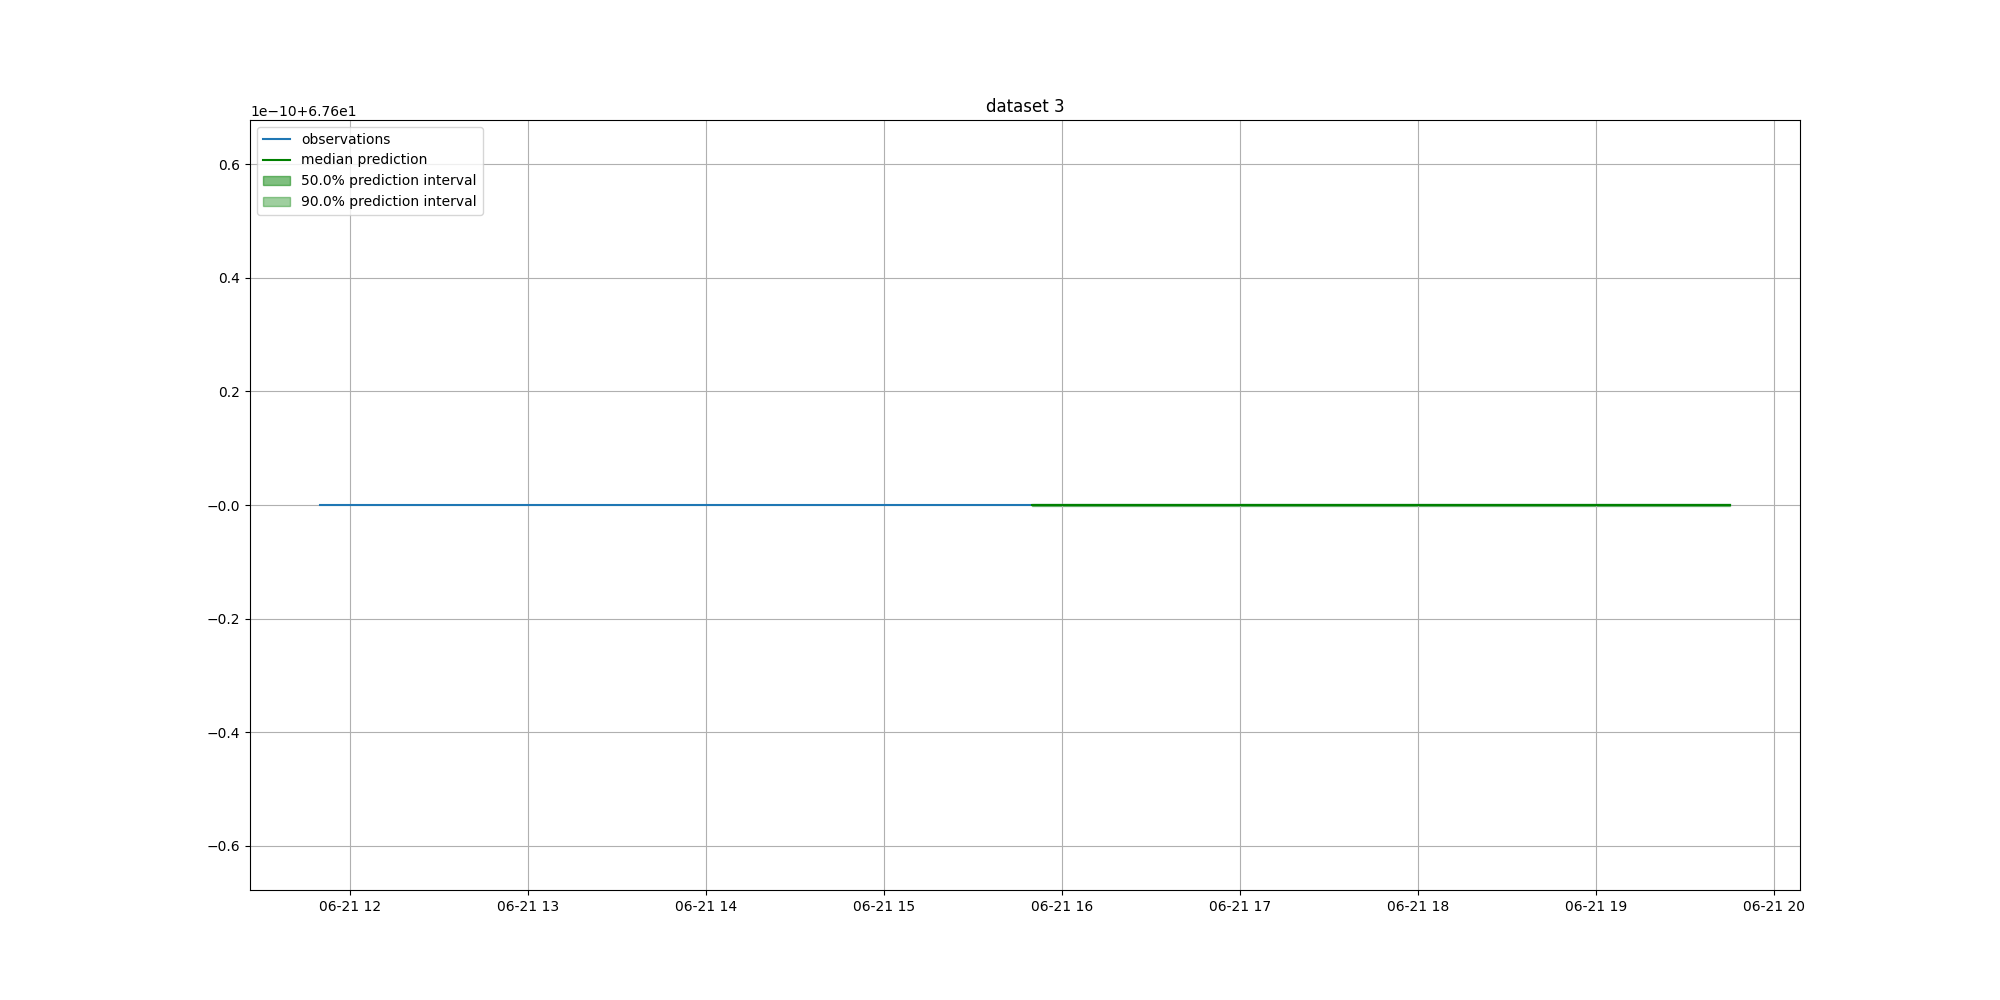 dataset 3
1e−10+6.76e1
observations
median prediction
50.0% prediction interval
90.0% prediction interval
0.6
0.4
0.2
−0.0
−0.2
−0.4
−0.6
06-21 12
06-21 13
06-21 14
06-21 15
06-21 16
06-21 17
06-21 18
06-21 19
06-21 20